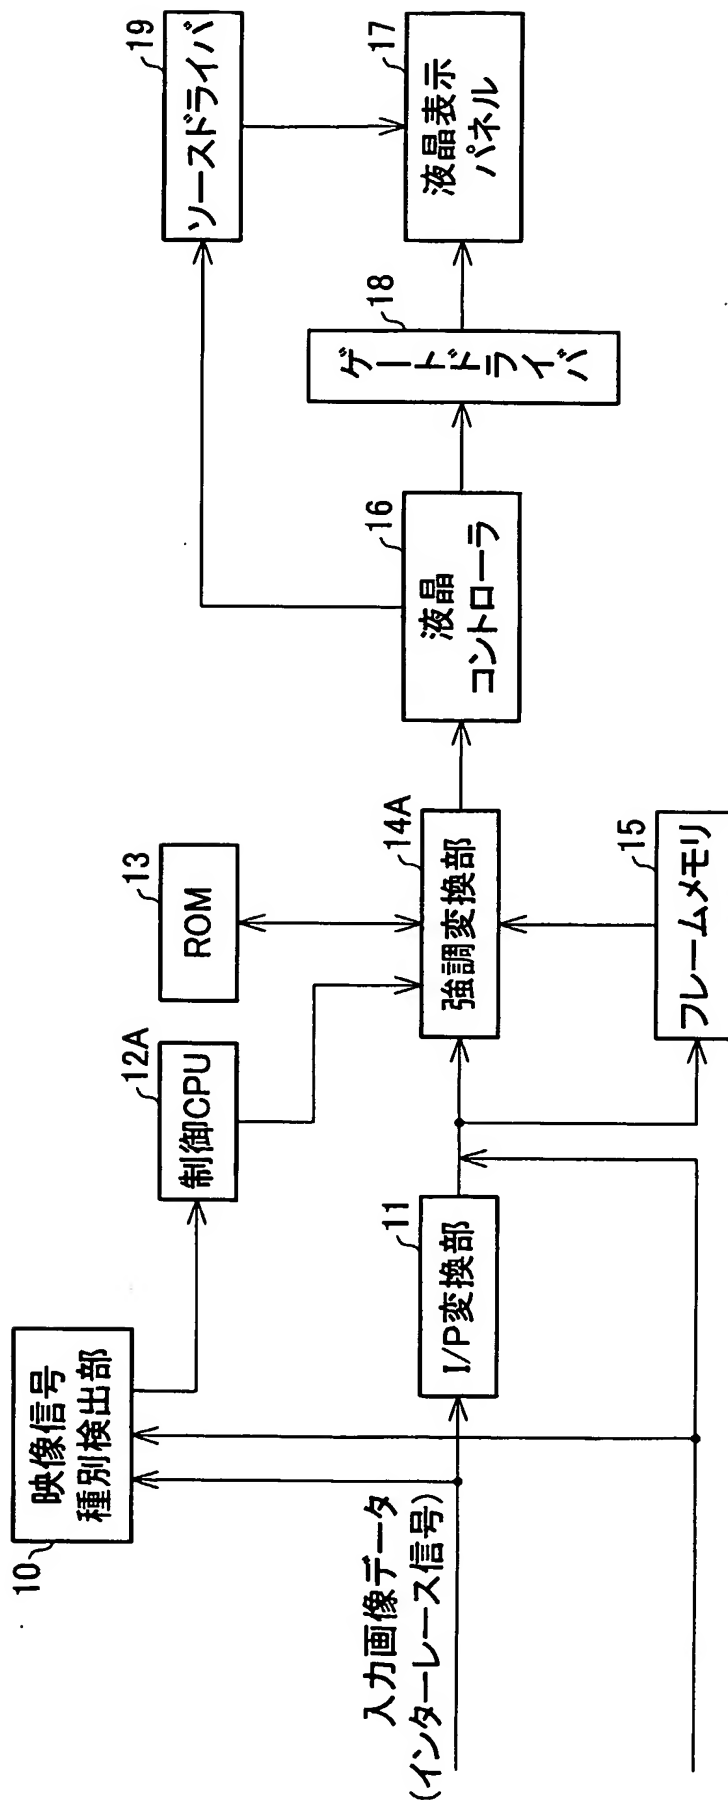 10
映像信号
種別検出部
12A
制御CPU
13
ROM
19
ソースドライバ
入力画像データ
(インターレース信号)
11
I/P変換部
14A
強調変換部
16
液晶
コントローラ
18
ゲートドライバ
17
液晶表示
パネル
15
フレームメモリ